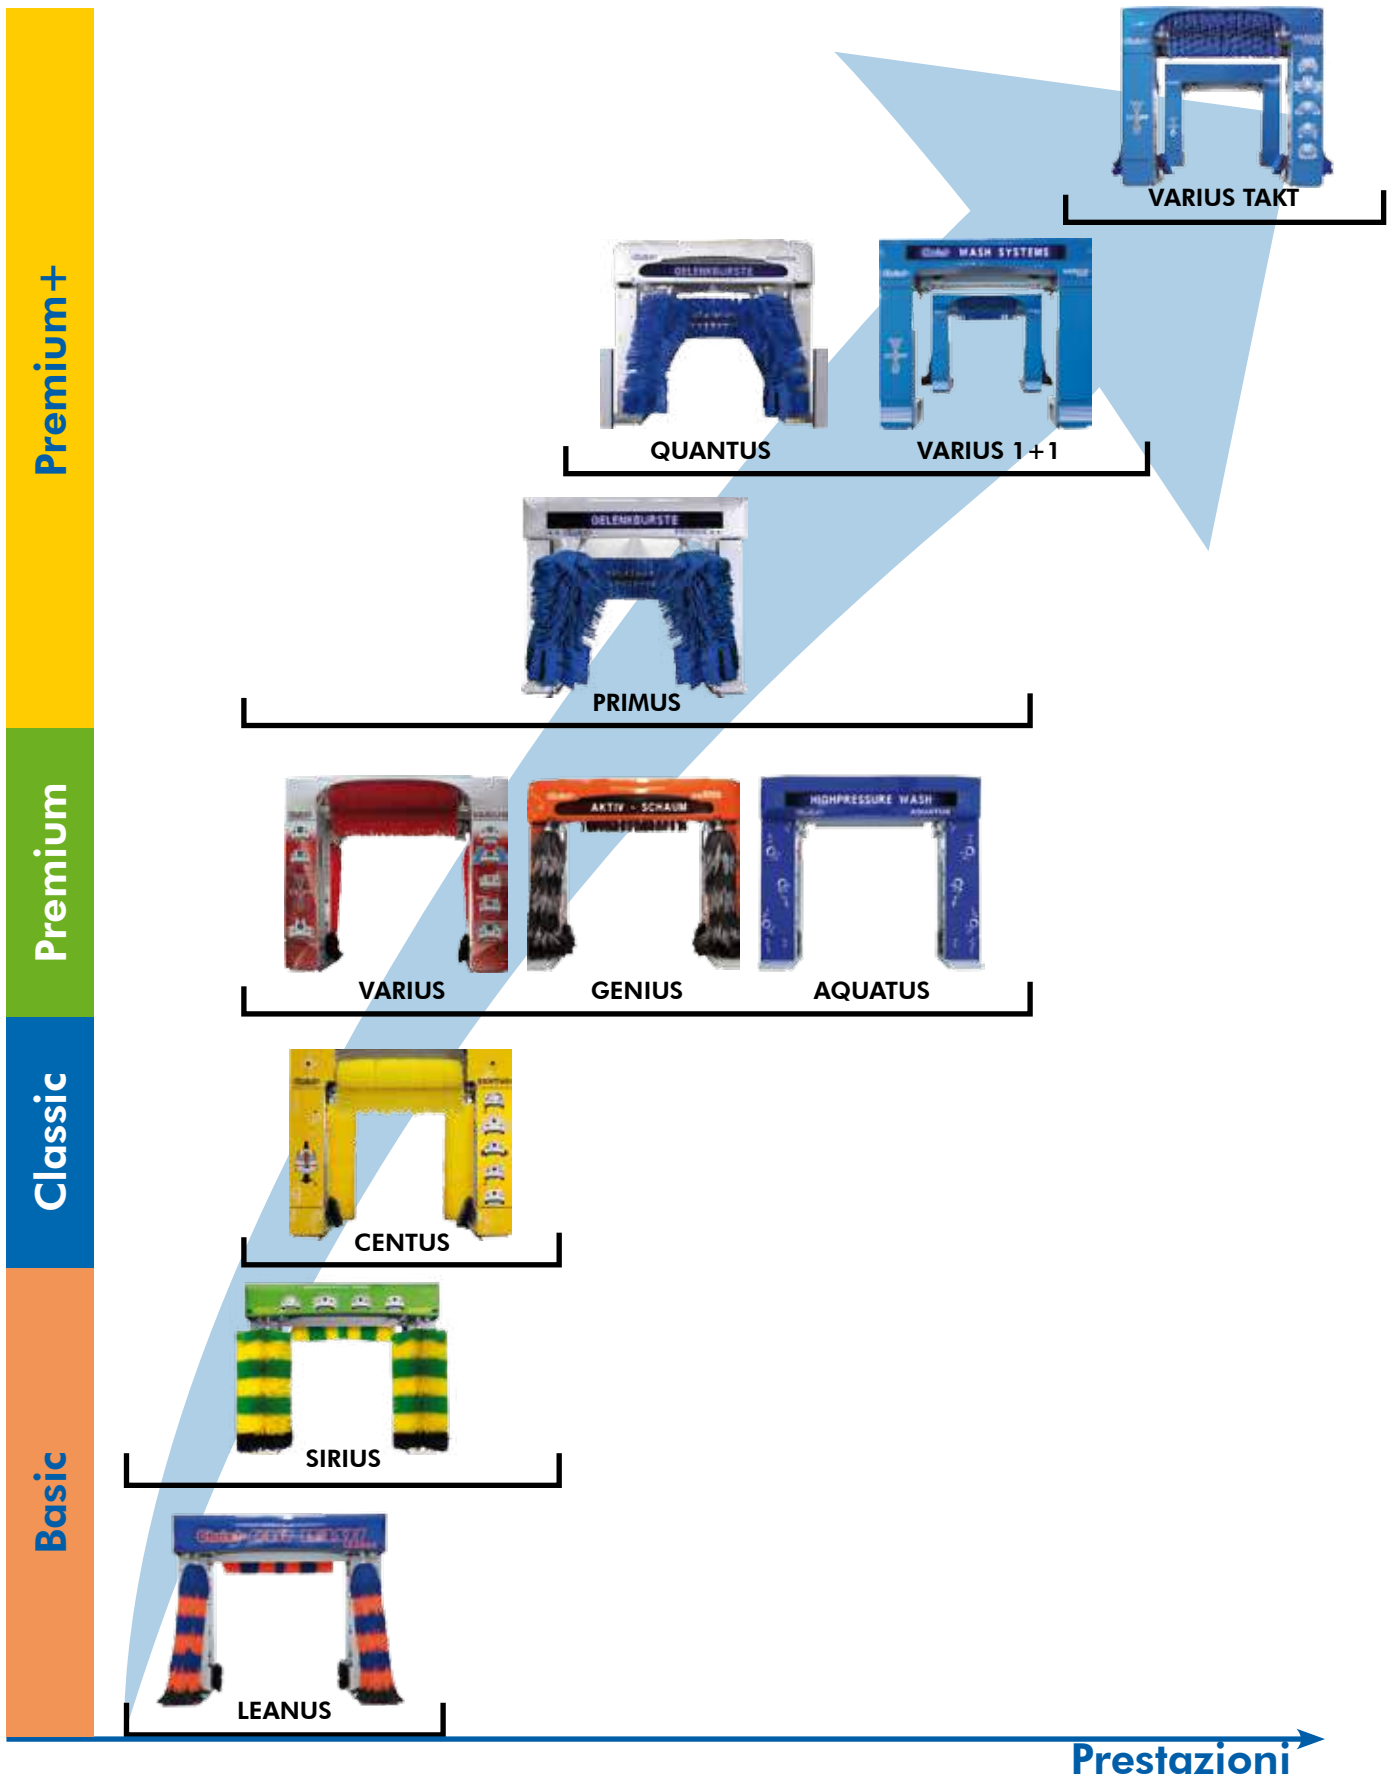 VARIUS TAKT
Premium+
GELENKBÜRSTE
WASH SYSTEMS
QUANTUS
VARIUS 1+1
GELENKBÜRSTE
PRIMUS
Premium
AKTIV - SCHAUM
HIGHPRESSURE WASH
AQUATUS
VARIUS
GENIUS
AQUATUS
Classic
CENTUS
Basic
SIRIUS
LEANUS
Prestazioni